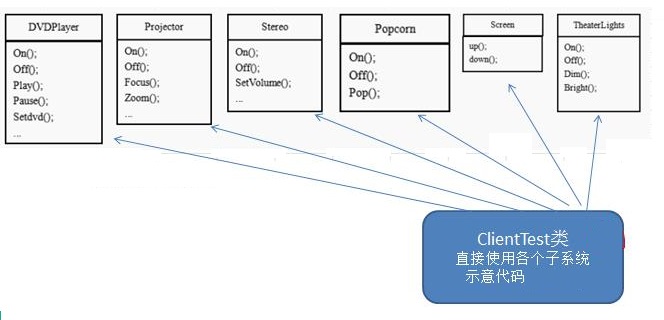 DVDPlayer
On();
Off();
Play();
Pause();
Setdvd();
...
Projector
On();
Off();
Focus();
Zoom();
...
Stereo
On();
Off();
SetVolume();
...
Popcorn
On();
Off();
Pop();
Screen
up();
down();
TheaterLights
On();
Off();
Dim();
Bright();
ClientTest类
直接使用各个子系统
示意代码